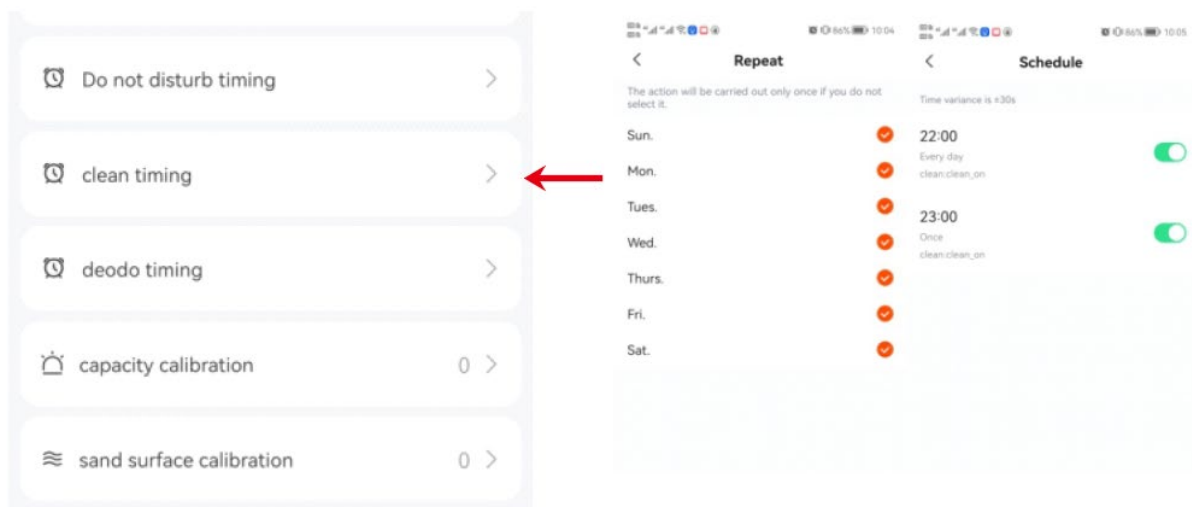 Do not disturb timing
clean timing
deodo timing
capacity calibration 0
sand surface calibration 0
66% 10:04
Repeat
The action will be carried out only once if you do not
select it.
Sun.
Mon.
Tues.
Wed.
Thurs.
Fri.
Sat.
86% 10:05
Schedule
Time variance is ±30s
22:00
Every day
clean:clean_on
23:00
Once
clean:clean_on